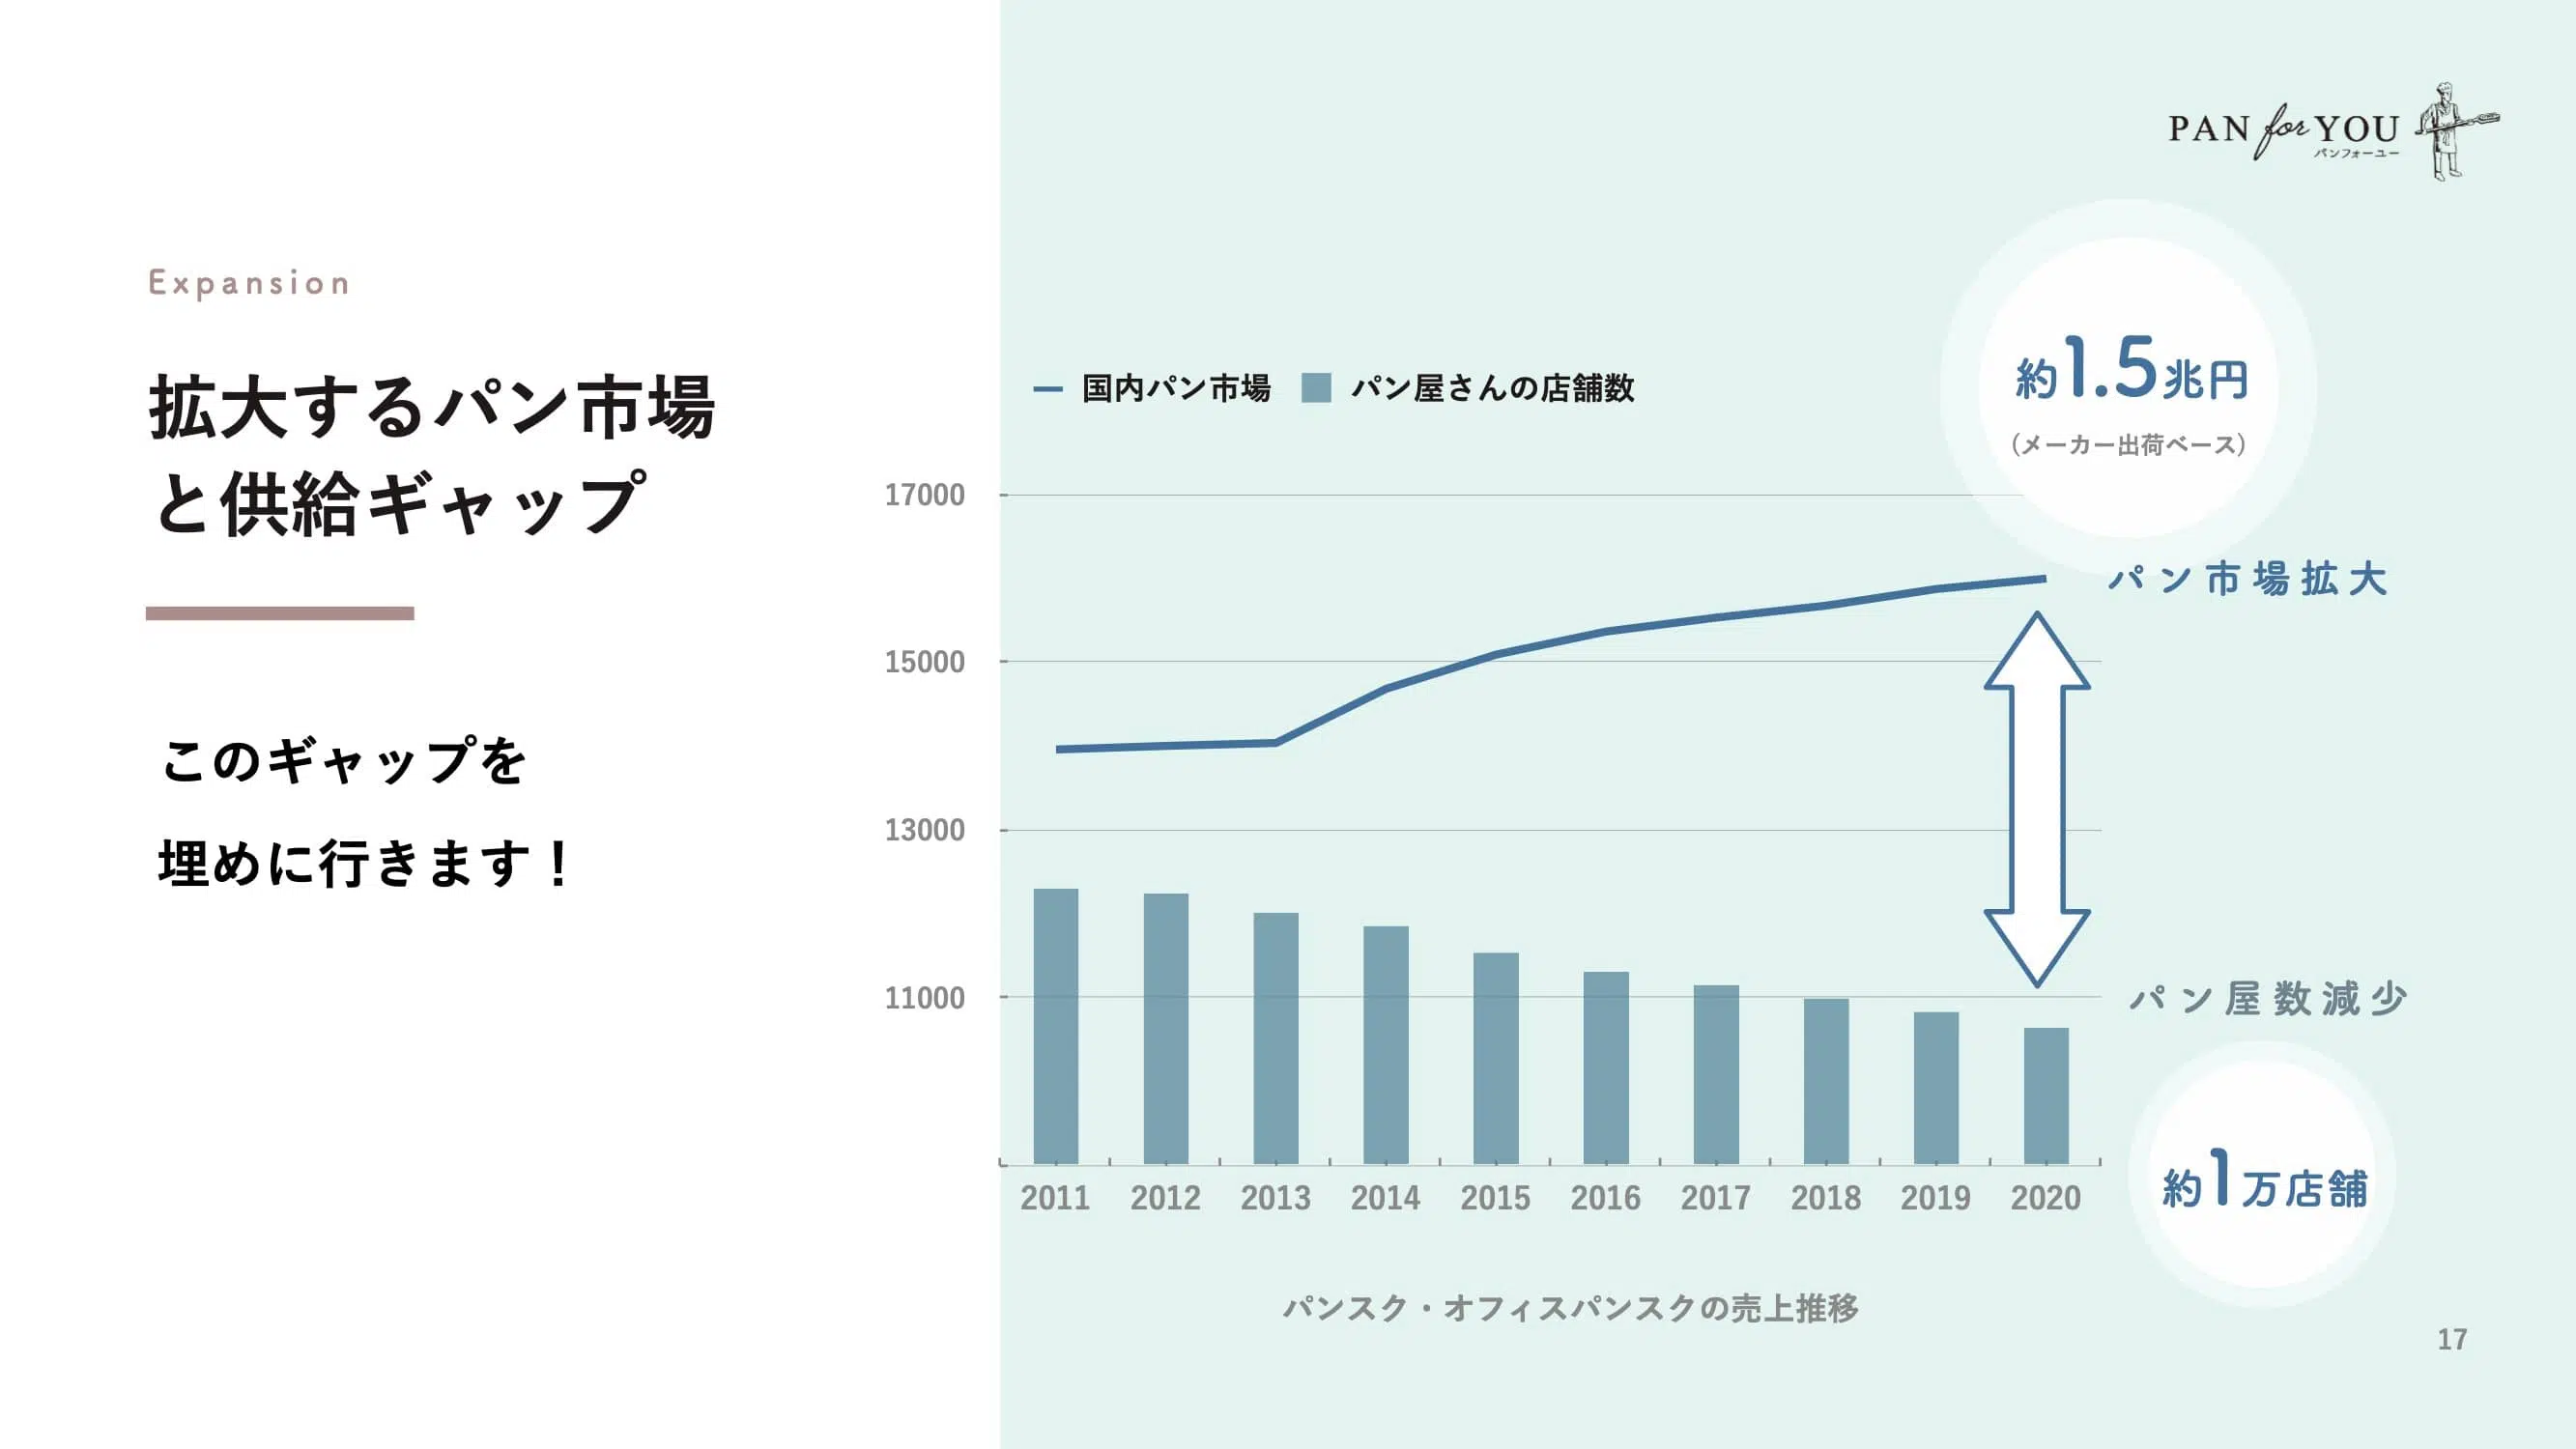 PAN for YOU
パンフォーユー
Expansion
拡大するパン市場
と供給ギャップ
このギャップを
埋めに行きます！
国内パン市場 パン屋さんの店舗数
約1.5兆円
（メーカー出荷ベース）
17000
15000
13000
11000
パン市場拡大
パン屋数減少
約1万店舗
2011 2012 2013 2014 2015 2016 2017 2018 2019 2020
パンスク・オフィスパンスクの売上推移
17